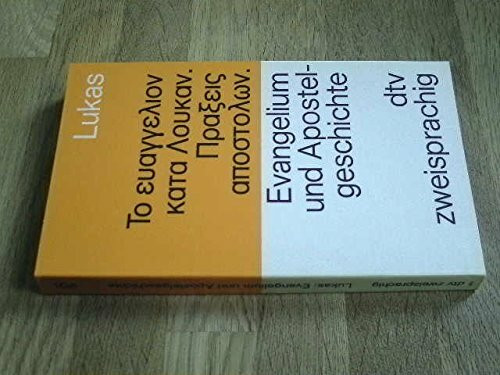 Lukas
Το ευαγγελιον
κατα Λουκαν.
Πραξεις
αποστολων.
Evangelium
und Apostel-
geschichte
dtv
zweisprachig
Lukas: Evangelium und Apostelgeschichte
dtv zweisprachig